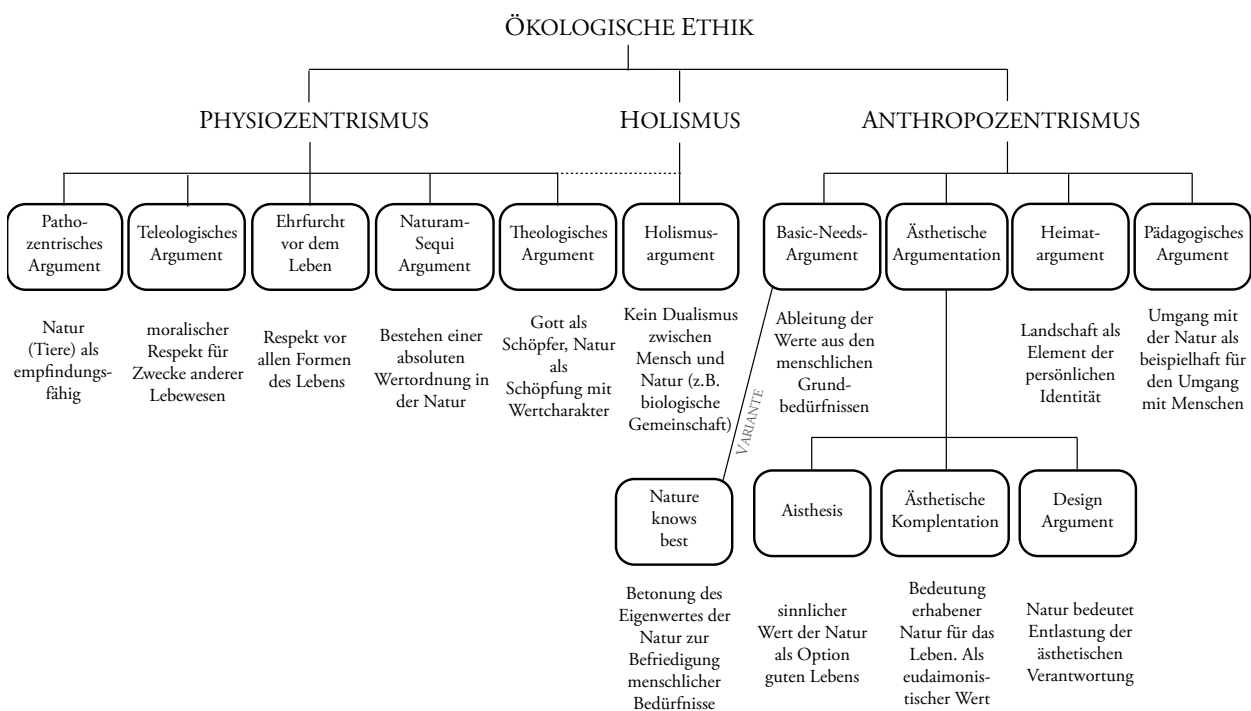 ÖKOLOGISCHE ETHIK
PHYSIOZENTRISMUS
HOLISMUS
ANTHROPOZENTRISMUS
Patho-
zentrisches
Argument
Teleologisches
Argument
Ehrfurcht
vor dem
Leben
Naturam-
Sequi
Argument
Theologisches
Argument
Holismus-
argument
Basic-Needs-
Argument
Ästhetische
Argumentation
Heimat-
argument
Pädagogisches
Argument
Natur
(Tiere) als
empfindungs-
fähig
moralischer
Respekt für
Zwecke anderer
Lebewesen
Respekt vor
allen Formen
des Lebens
Bestehen einer
absoluten
Wertordnung in
der Natur
Gott als
Schöpfer, Natur
als
Schöpfung mit
Wertcharakter
Kein Dualismus
zwischen
Mensch und
Natur (z.B.
biologische
Gemeinschaft)
Ableitung der
Werte aus den
menschlichen
Grund-
bedürfnissen
Landschaft als
Element der
persönlichen
Identität
Umgang mit
der Natur als
beispielhaft für
den Umgang
mit Menschen
VARIANTE
Nature
knows
best
Aisthesis
Ästhetische
Komplentation
Design
Argument
Betonung des
Eigenwertes der
Natur zur
Befriedigung
menschlicher
Bedürfnisse
sinnlicher
Wert der Natur
als Option
guten Lebens
Bedeutung
erhabener
Natur für das
Leben. Als
eudaimonis-
tischer Wert
Natur bedeutet
Entlastung der
ästhetischen
Verantwortung